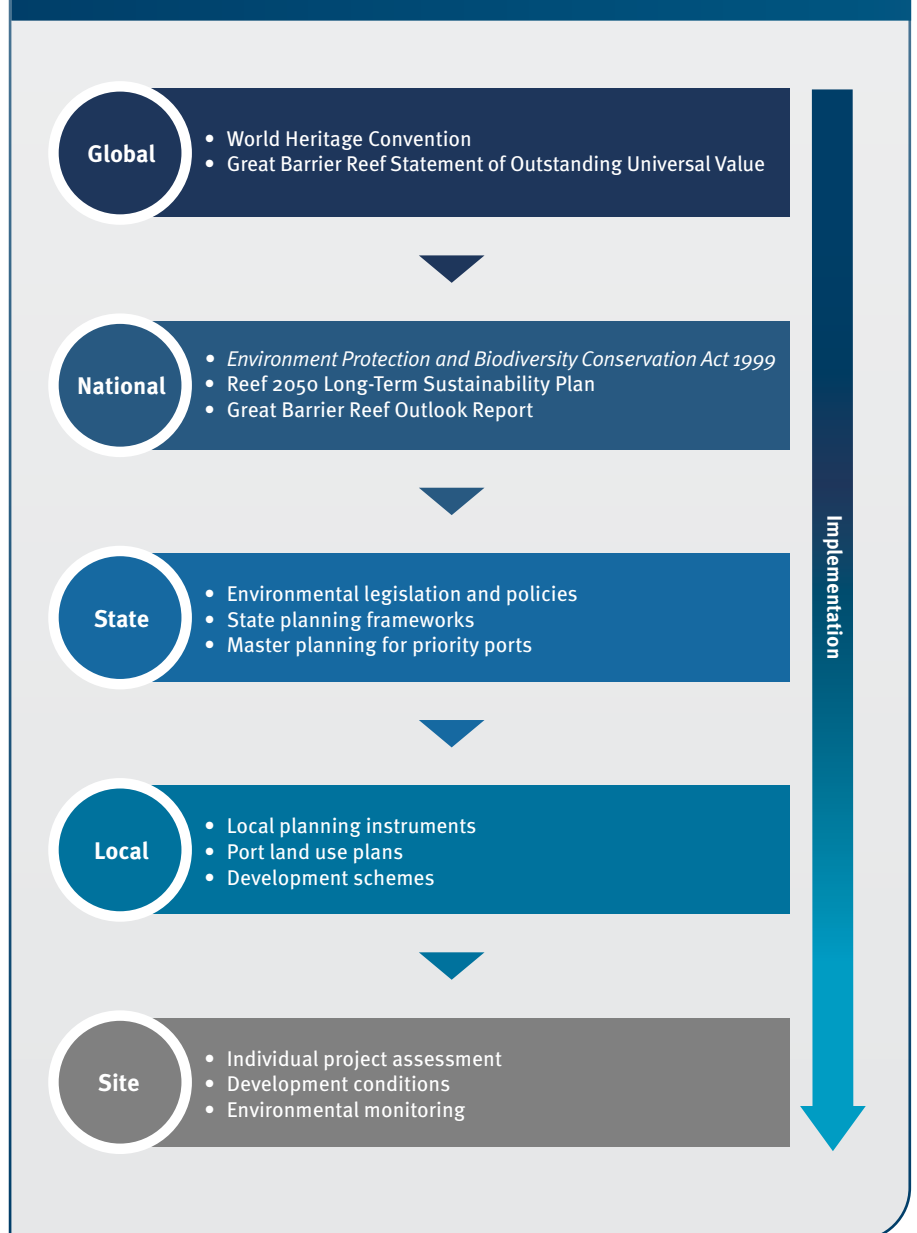 Global
• World Heritage Convention
• Great Barrier Reef Statement of Outstanding Universal Value
National
• Environment Protection and Biodiversity Conservation Act 1999
• Reef 2050 Long-Term Sustainability Plan
• Great Barrier Reef Outlook Report
State
• Environmental legislation and policies
• State planning frameworks
• Master planning for priority ports
Local
• Local planning instruments
• Port land use plans
• Development schemes
Site
• Individual project assessment
• Development conditions
• Environmental monitoring
Implementation